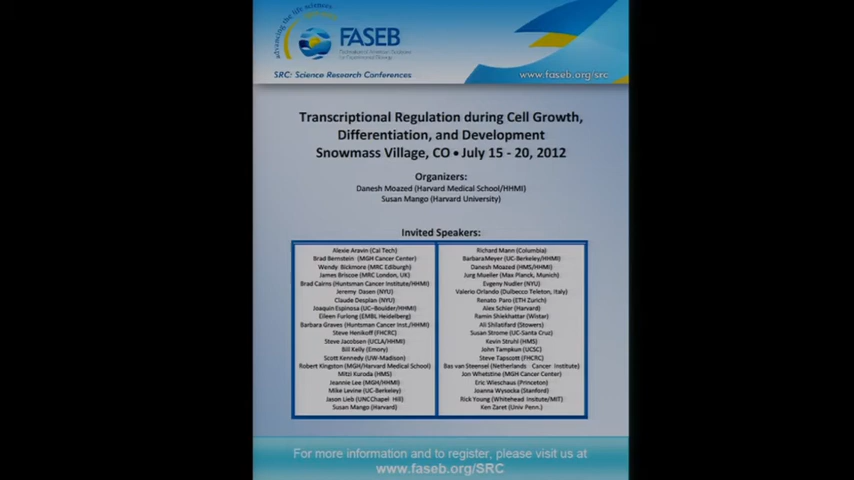 advancing the life sciences
FASEB
SRC: Science Research Conferences
www.faseb.org/src
Transcriptional Regulation during Cell Growth,
Differentiation, and Development
Snowmass Village, CO • July 15 - 20, 2012
Organizers:
Danesh Moazed (Harvard Medical School/HHMI)
Susan Mango (Harvard University)
Invited Speakers:
Alexie Aravin (Cal Tech)
Brad Bernstein (MGH Cancer Center)
Wendy Bickmore (MRC Ediburgh)
James Briscoe (MRC London, UK)
Brad Cairns (Huntsman Cancer Institute/HHMI)
Jeremy Dasen (NYU)
Claude Desplan (NYU)
Joaquin Espinosa (UC-Boulder/HHMI)
Eileen Furlong (EMBL Heidelberg)
Barbara Graves (Huntsman Cancer Inst./HHMI)
Steve Henikoff (FHCRC)
Steve Jacobsen (UCLA/HHMI)
Bill Kelly (Emory)
Scott Kennedy (UW-Madison)
Robert Kingston (MGH/Harvard Medical School)
Mitzi Kuroda (HMS)
Jeannie Lee (MGH/HHMI)
Mike Levine (UC-Berkeley)
Jason Lieb (UNCChapel Hill)
Susan Mango (Harvard)
Richard Mann (Columbia)
BarbaraMeyer (UC-Berkeley/HHMI)
Danesh Moazed (HMS/HHMI)
Jurg Mueller (Max Planck, Munich)
Evgeny Nudler (NYU)
Valerio Orlando (Dulbecco Teleton, Italy)
Renato Paro (ETH Zurich)
Alex Schier (Harvard)
Ramin Shiekhattar (Wistar)
Ali Shilatifard (Stowers)
Susan Strome (UC-Santa Cruz)
Kevin Struhl (HMS)
John Tampkun (UCSC)
Steve Tapscott (FHCRC)
Bas van Steensel (Netherlands Cancer Institute)
Jon Whetstine (MGH Cancer Center)
Eric Wieschaus (Princeton)
Joanna Wysocka (Stanford)
Rick Young (Whitehead Insitute/MIT)
Ken Zaret (Univ Penn.)
For more information and to register, please visit us at
www.faseb.org/SRC